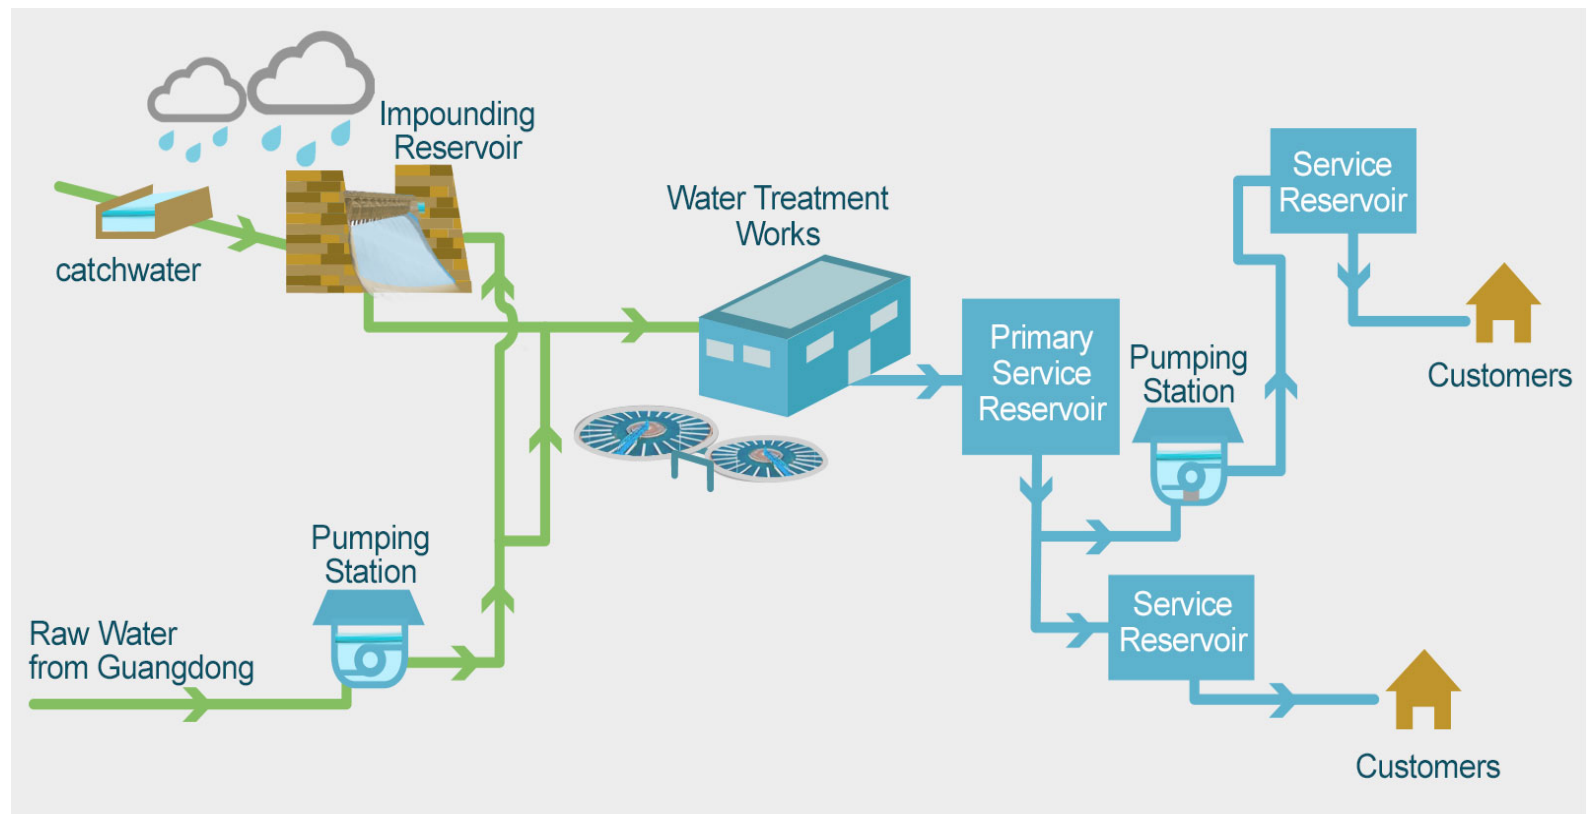 Impounding
Reservoir
catchwater
Water Treatment
Works
Service
Reservoir
Primary
Service
Reservoir
Pumping
Station
Customers
Pumping
Station
Raw Water
from Guangdong
Service
Reservoir
Customers